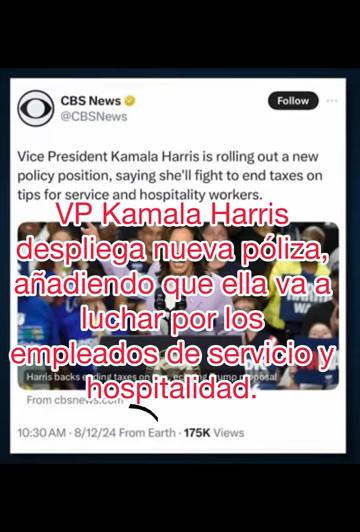 CBS News
@CBSNews
Follow
Vice President Kamala Harris is rolling out a new
policy position, saying she'll fight to end taxes on
tips for service and hospitality workers.
VP Kamala Harris
despliega nueva póliza,
añadiendo que ella va a
luchar por los
empleados de servicio y
hospitalidad.
Harris backs ending taxes on proposal
From cbsnews.com
10:30 AM · 8/12/24 From Earth · 175K Views